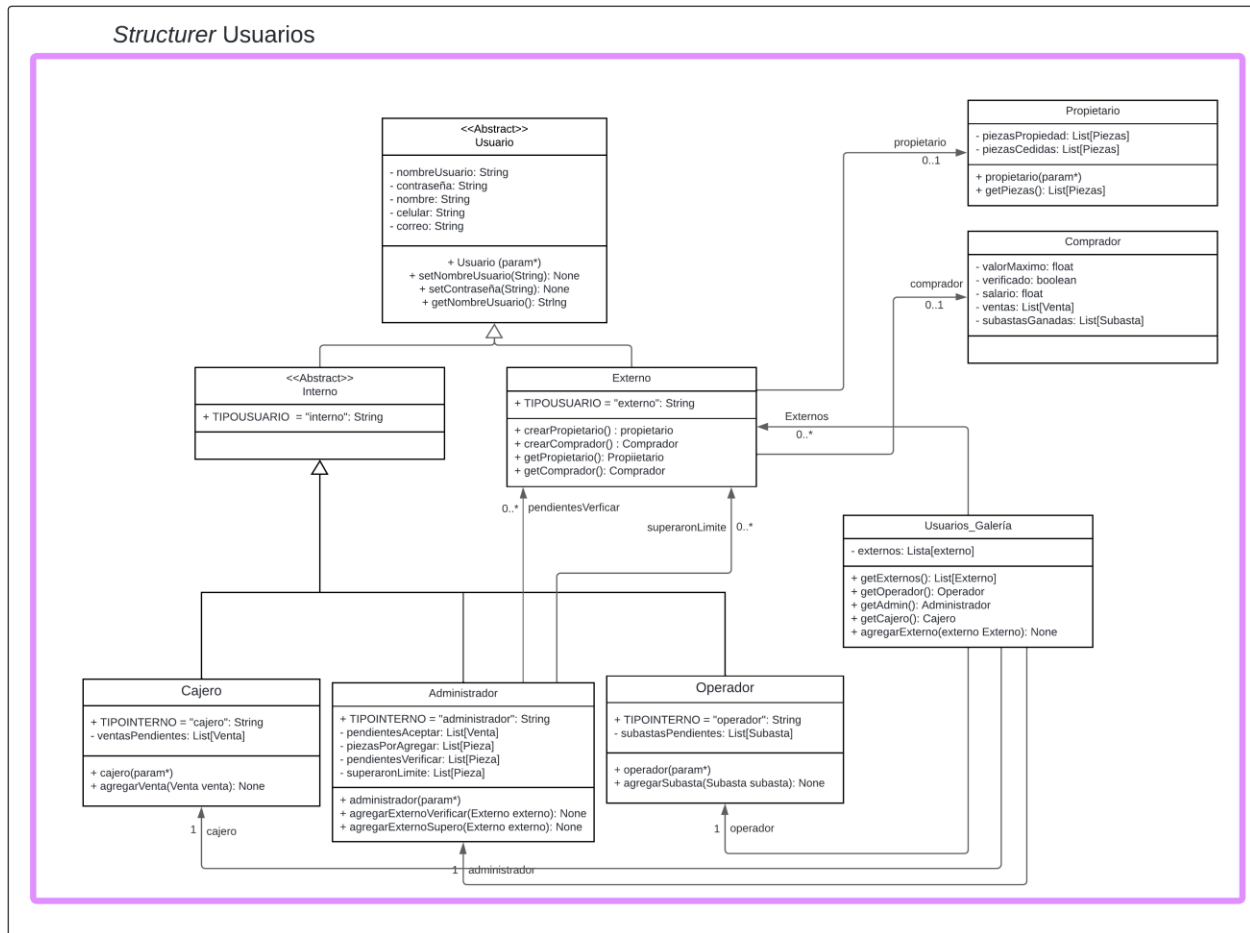 Structurer Usuarios
<<Abstract>>
Usuario
- nombreUsuario: String
- contraseña: String
- nombre: String
- celular: String
- correo: String
+ Usuario (param*)
+ setNombreUsuario(String): None
+ setContraseña(String): None
+ getNombreUsuario(): StrIng
Propietario
- piezasPropiedad: List[Piezas]
- piezasCedidas: List[Piezas]
+ propietario(param*)
+ getPiezas(): List[Piezas]
propietario
0..1
Comprador
- valorMaximo: float
- verificado: boolean
- salario: float
- ventas: List[Venta]
- subastasGanadas: List[Subasta]
comprador
0..1
<<Abstract>>
Interno
+ TIPOUSUARIO = "interno": String
Externo
+ TIPOUSUARIO = "externo": String
+ crearPropietario() : propietario
+ crearComprador() : Comprador
+ getPropietario(): Propiietario
+ getComprador(): Comprador
Externos
0..*
0..* pendientesVerficar
superaronLimite 0..*
Usuarios_Galería
- externos: Lista[externo]
+ getExternos(): List[Externo]
+ getOperador(): Operador
+ getAdmin(): Administrador
+ getCajero(): Cajero
+ agregarExterno(externo Externo): None
Cajero
+ TIPOINTERNO = "cajero": String
- ventasPendientes: List[Venta]
+ cajero(param*)
+ agregarVenta(Venta venta): None
Administrador
+ TIPOINTERNO = "administrador": String
- pendientesAceptar: List[Venta]
- piezasPorAgregar: List[Pieza]
- pendientesVerificar: List[Pieza]
- superaronLimite: List[Pieza]
+ administrador(param*)
+ agregarExternoVerificar(Externo externo): None
+ agregarExternoSupero(Externo externo): None
Operador
+ TIPOINTERNO = "operador": String
- subastasPendientes: List[Subasta]
+ operador(param*)
+ agregarSubasta(Subasta subasta): None
1 cajero
1 operador
1 administrador